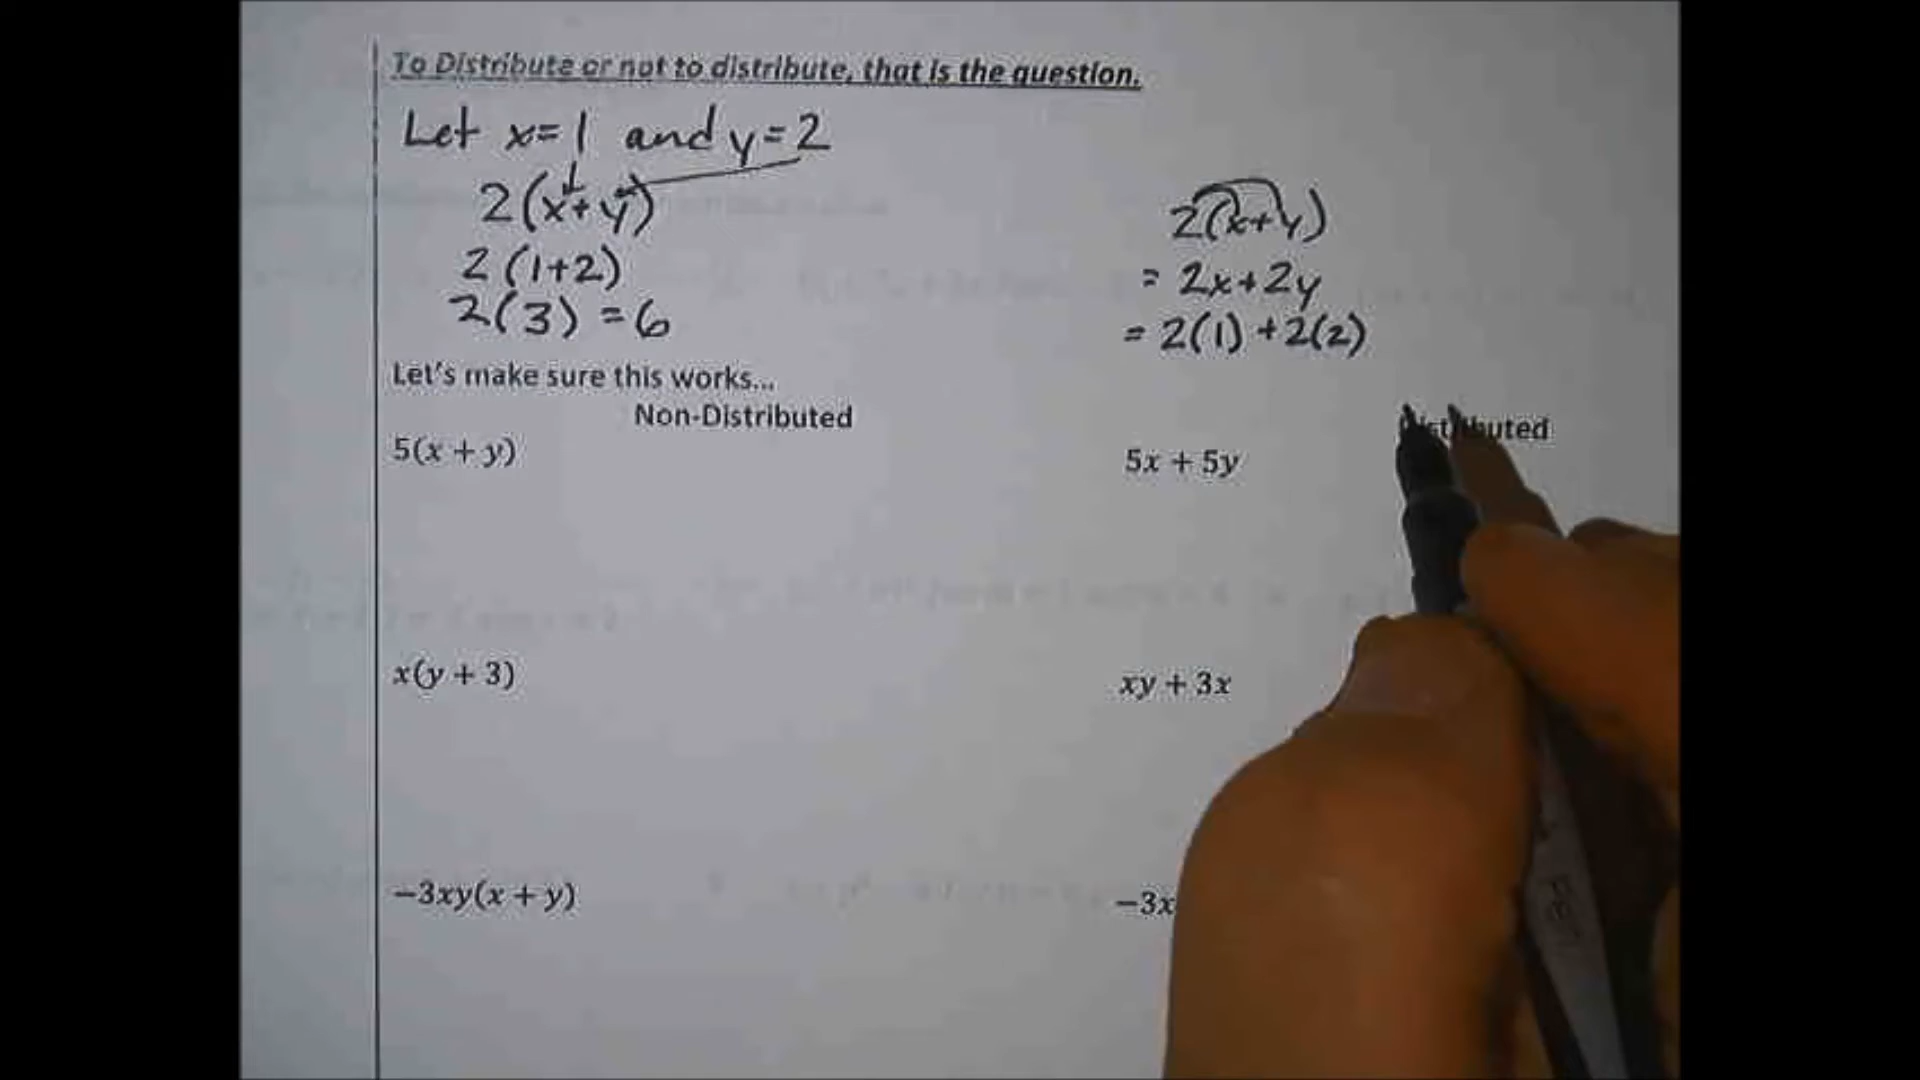 To Distribute or not to distribute, that is the question.
Let x=1 and y=2
2(x+y)
2(1+2)
2(3) =6
2(x+y)
= 2x+2y
= 2(1)+2(2)
Let's make sure this works...
Non-Distributed
Distributed
5(x + y)
5x + 5y
x(y + 3)
xy + 3x
−3xy(x + y)
−3x